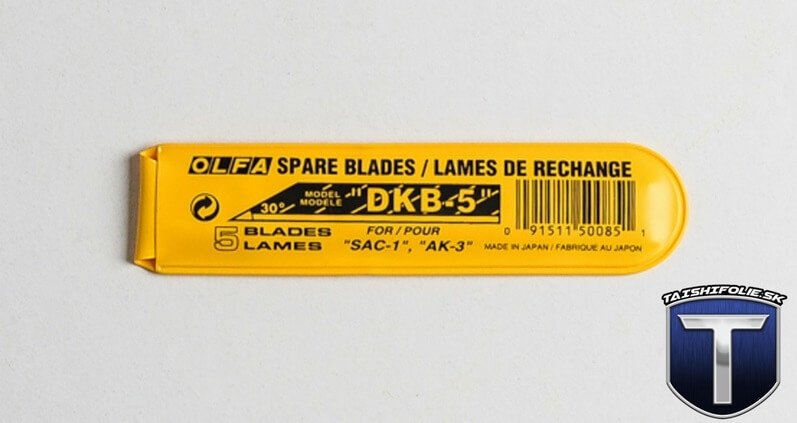 OLFA SPARE BLADES / LAMES DE RECHANGE
30°
MODEL
MODÈLE
"DKB-5"
5 BLADES
LAMES
FOR / POUR
"SAC-1", "AK-3"
0 91511 50085 1
MADE IN JAPAN / FABRIQUE AU JAPON
TAISHIFOLIE.SK
T